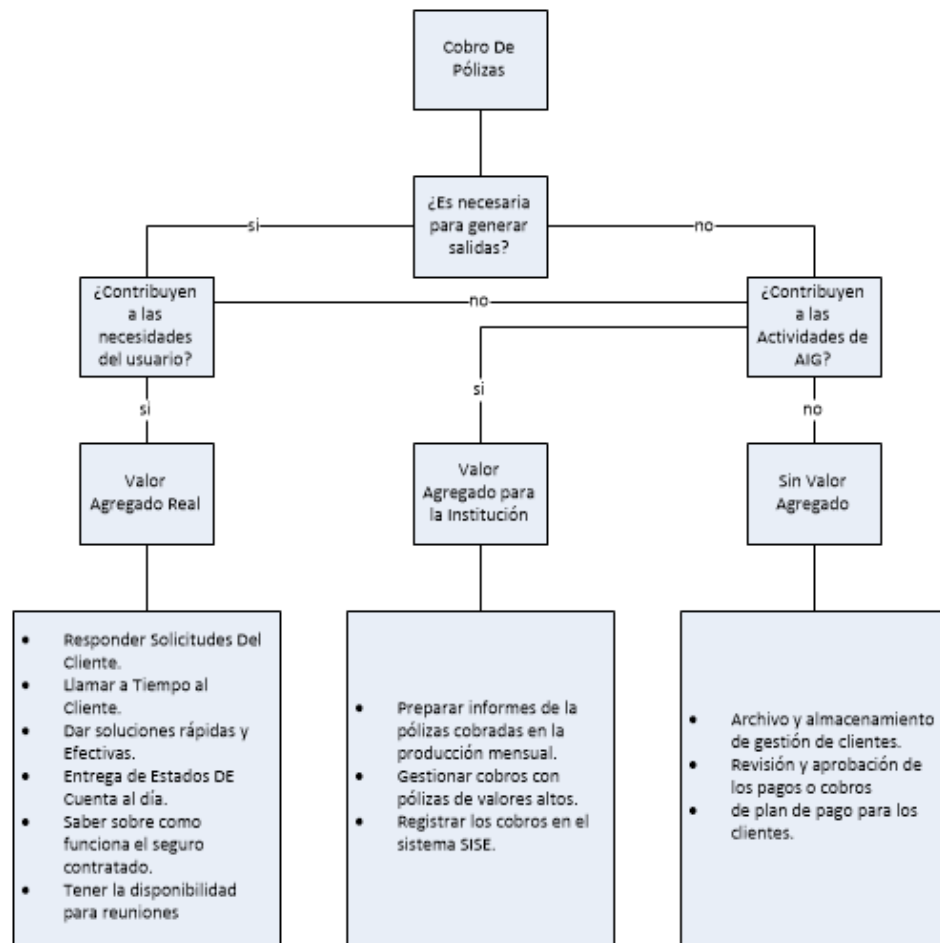 Cobro De
Pólizas
¿Es necesaria
para generar
salidas?
si
no
¿Contribuyen
a las
necesidades
del usuario?
no
¿Contribuyen
a las
Actividades de
AIG?
si
si
no
Valor
Agregado Real
Valor
Agregado para
la Institución
Sin Valor
Agregado
• Responder Solicitudes Del
Cliente.
• Llamar a Tiempo al
Cliente.
• Dar soluciones rápidas y
Efectivas.
• Entrega de Estados DE
Cuenta al día.
• Saber sobre como
funciona el seguro
contratado.
• Tener la disponibilidad
para reuniones
• Preparar informes de la
pólizas cobradas en la
producción mensual.
• Gestionar cobros con
pólizas de valores altos.
• Registrar los cobros en el
sistema SISE.
• Archivo y almacenamiento
de gestión de clientes.
• Revisión y aprobación de
los pagos o cobros
• de plan de pago para los
clientes.